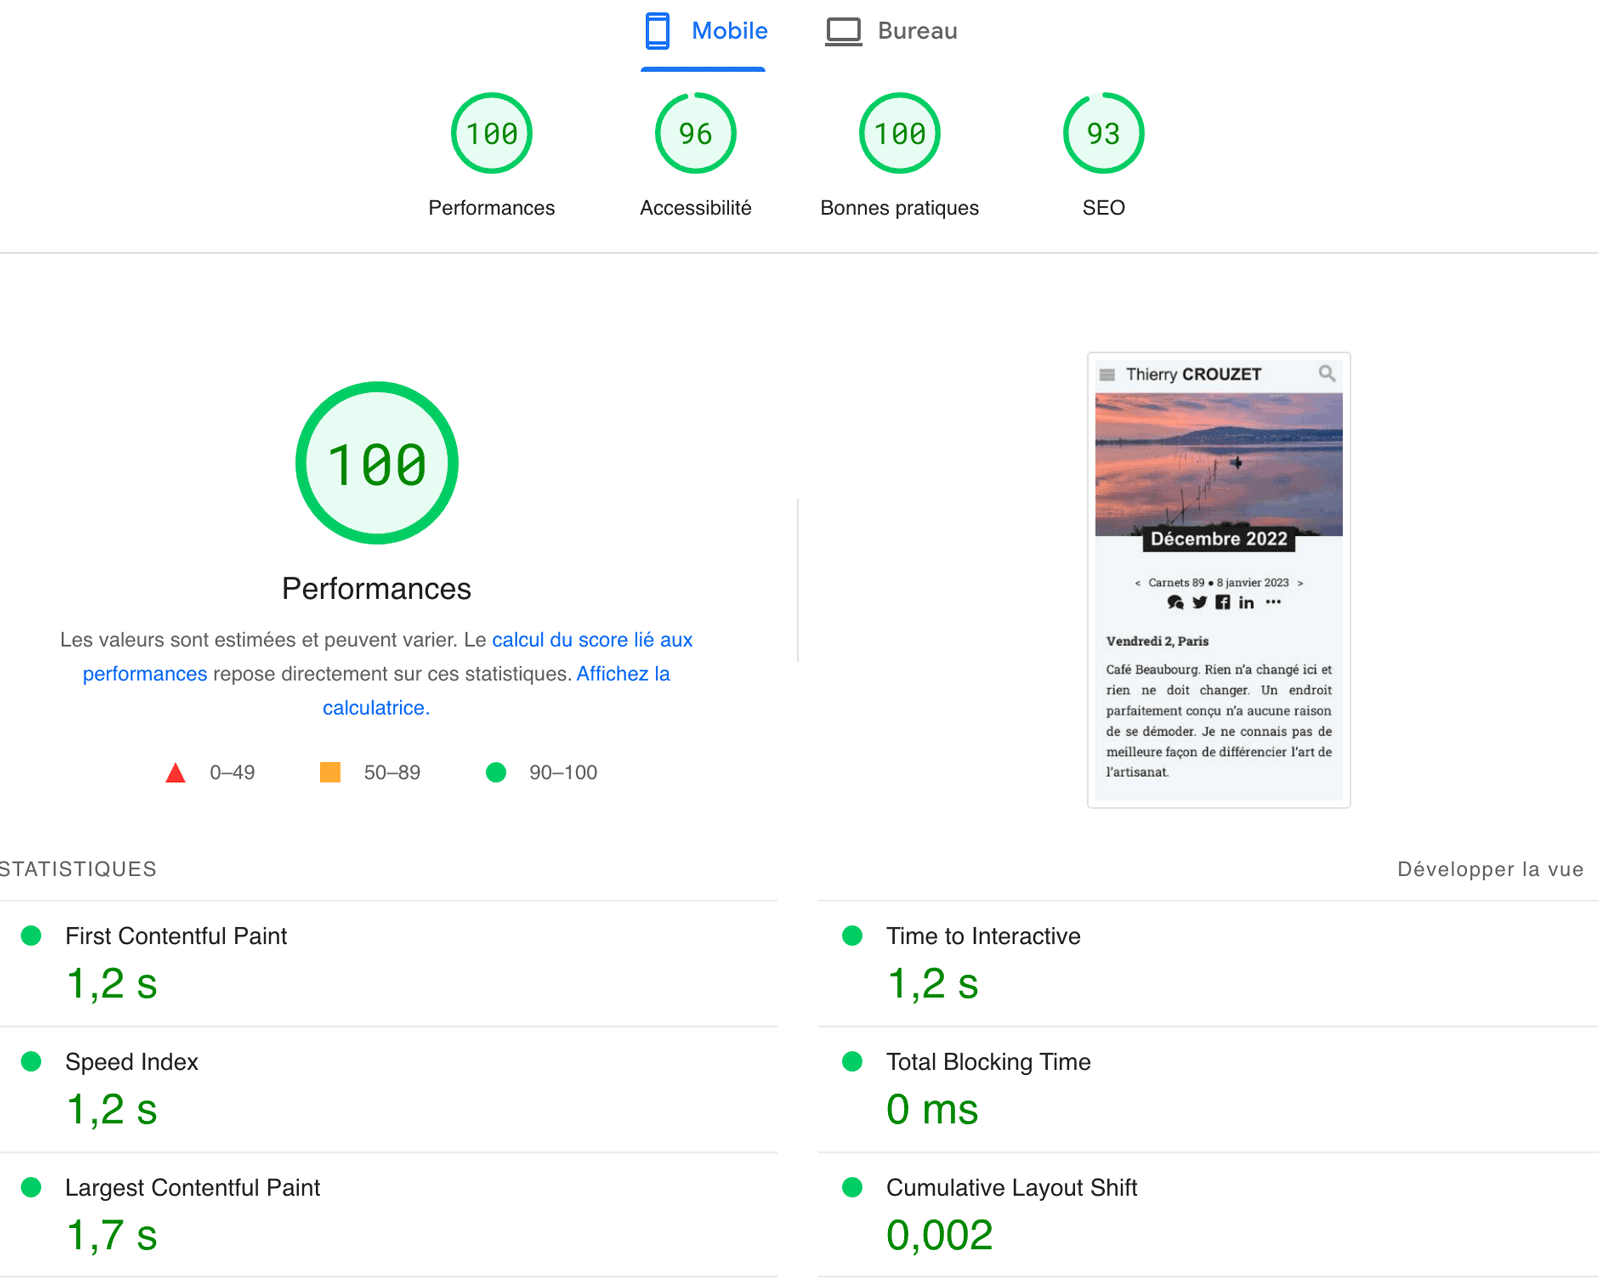 Mobile
Bureau
100
96
100
93
Performances
Accessibilité
Bonnes pratiques
SEO
100
Performances
Les valeurs sont estimées et peuvent varier. Le calcul du score lié aux
performances repose directement sur ces statistiques. Affichez la
calculatrice.
0–49
50–89
90–100
Thierry CROUZET
Décembre 2022
< Carnets 89 ● 8 janvier 2023 >
Vendredi 2, Paris
Café Beaubourg. Rien n’a changé ici et
rien ne doit changer. Un endroit
parfaitement conçu n’a aucune raison
de se démoder. Je ne connais pas de
meilleure façon de différencier l’art de
l’artisanat.
STATISTIQUES
Développer la vue
First Contentful Paint
1,2 s
Time to Interactive
1,2 s
Speed Index
1,2 s
Total Blocking Time
0 ms
Largest Contentful Paint
1,7 s
Cumulative Layout Shift
0,002